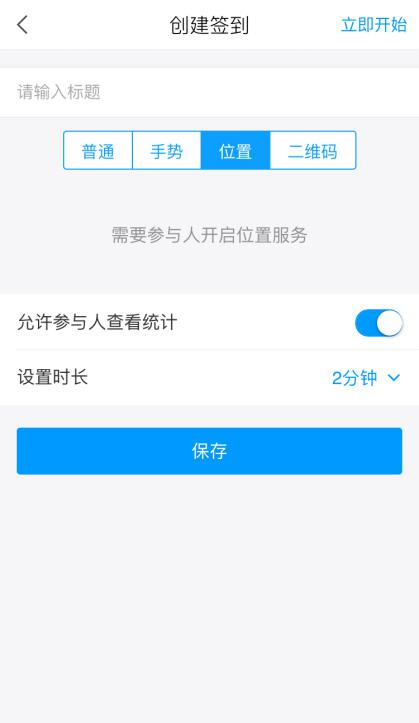 创建签到 立即开始
请输入标题
普通 手势 位置 二维码
需要参与人开启位置服务
允许参与人查看统计
设置时长 2分钟
保存